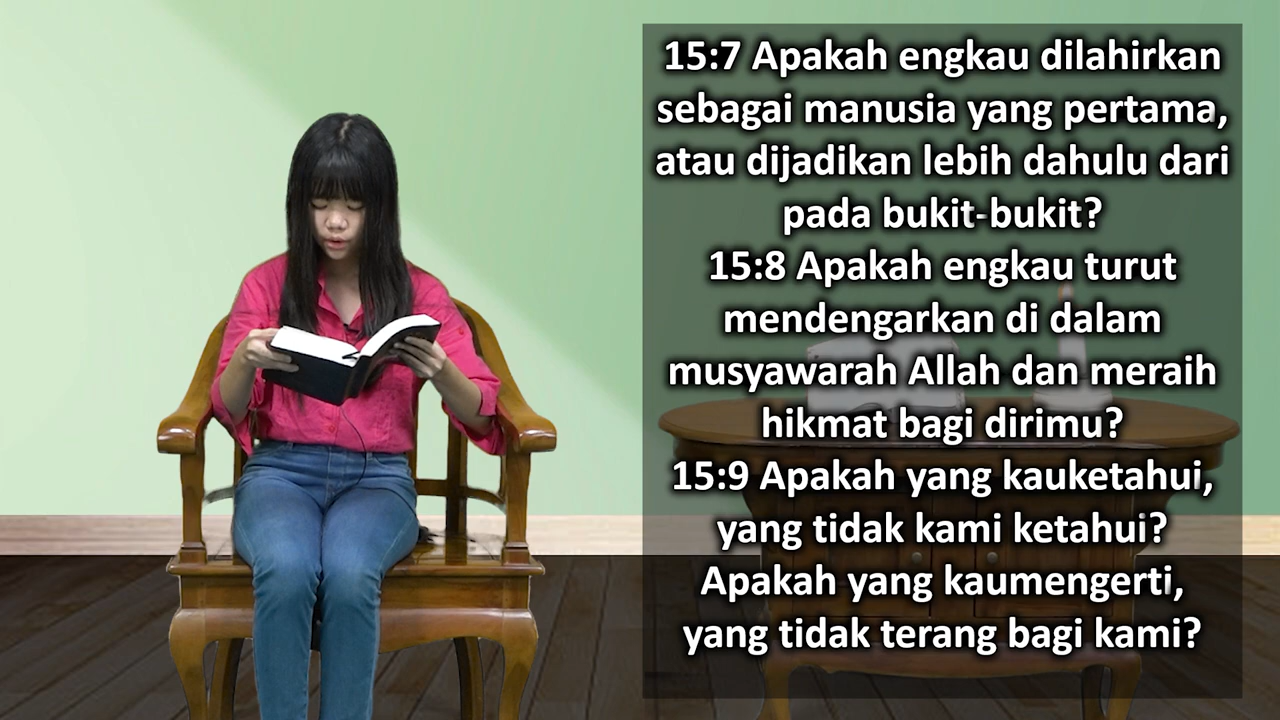 15:7 Apakah engkau dilahirkan
sebagai manusia yang pertama,
atau dijadikan lebih dahulu dari
pada bukit-bukit?
15:8 Apakah engkau turut
mendengarkan di dalam
musyawarah Allah dan meraih
hikmat bagi dirimu?
15:9 Apakah yang kauketahui,
yang tidak kami ketahui?
Apakah yang kaumengerti,
yang tidak terang bagi kami?